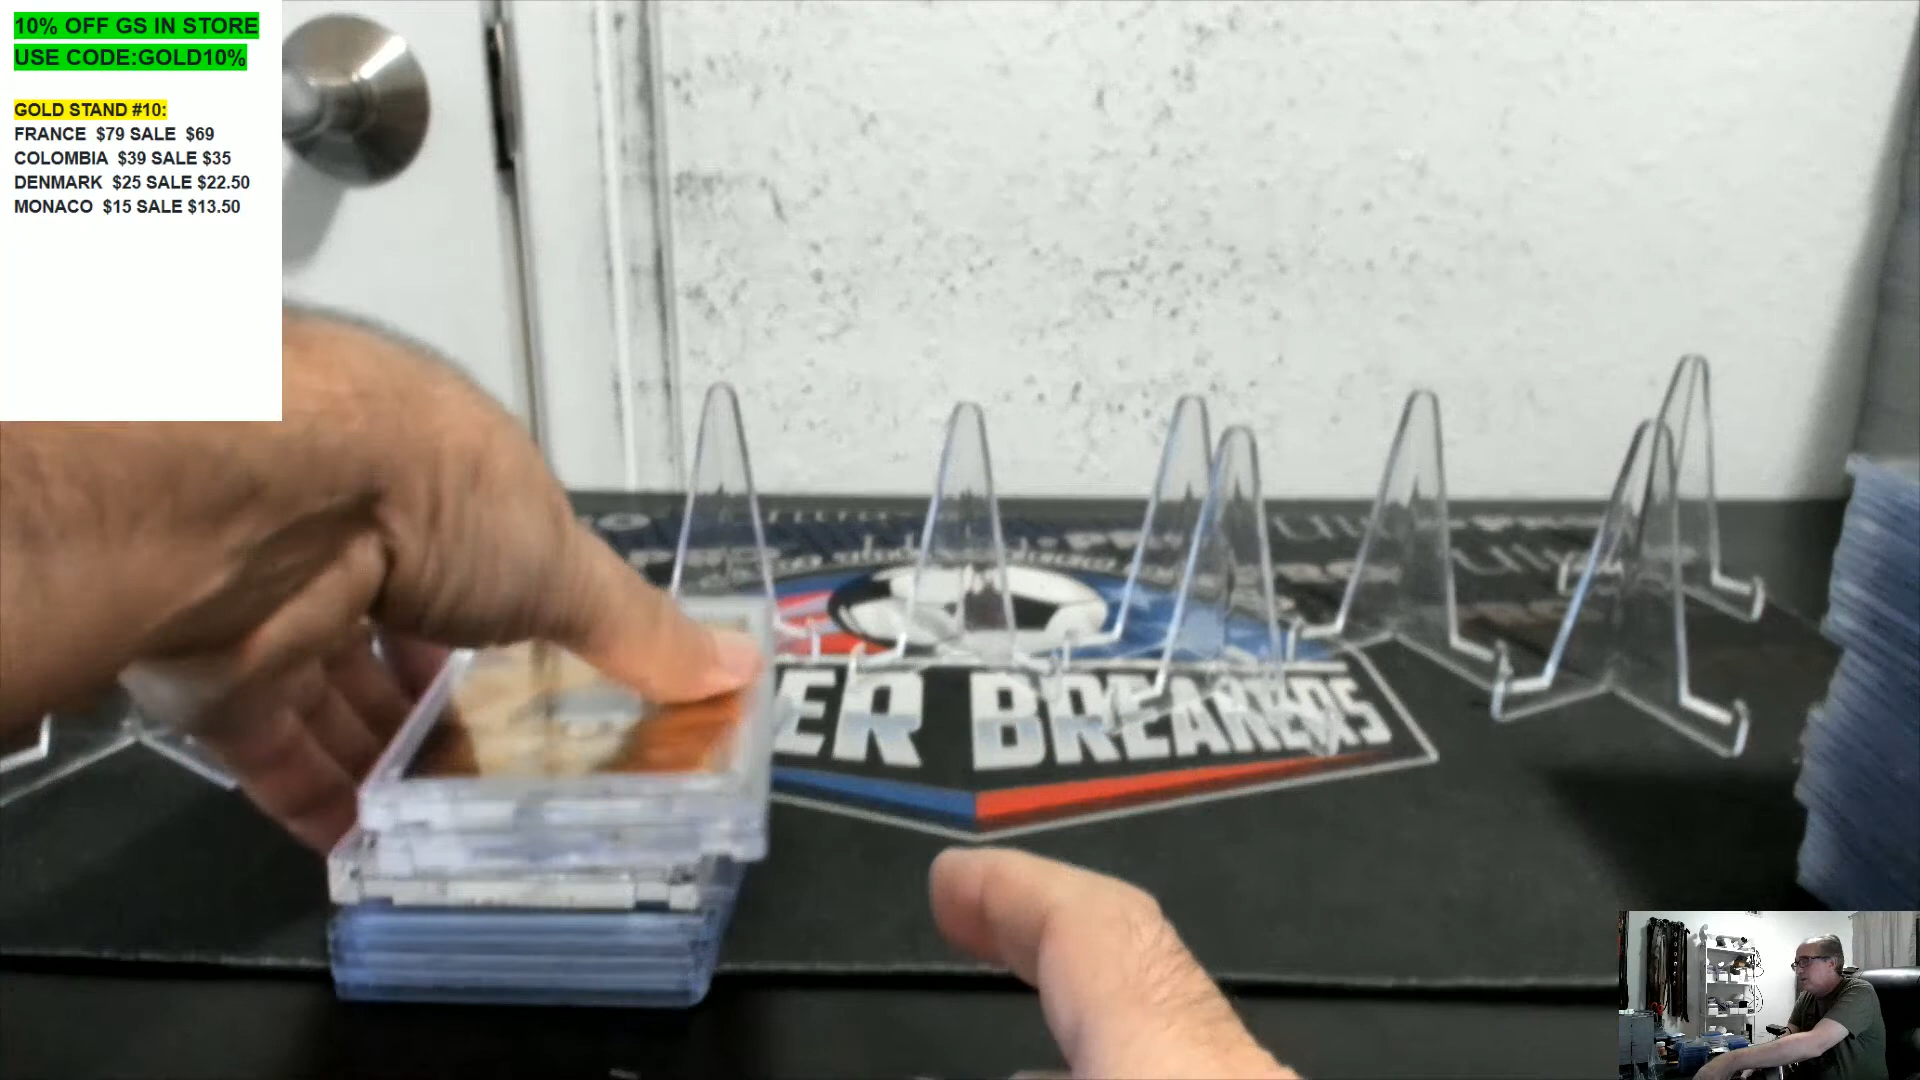 10% OFF GS IN STORE
USE CODE:GOLD10%
GOLD STAND #10:
FRANCE $79 SALE $69
COLOMBIA $39 SALE $35
DENMARK $25 SALE $22.50
MONACO $15 SALE $13.50
ER BREAKERS